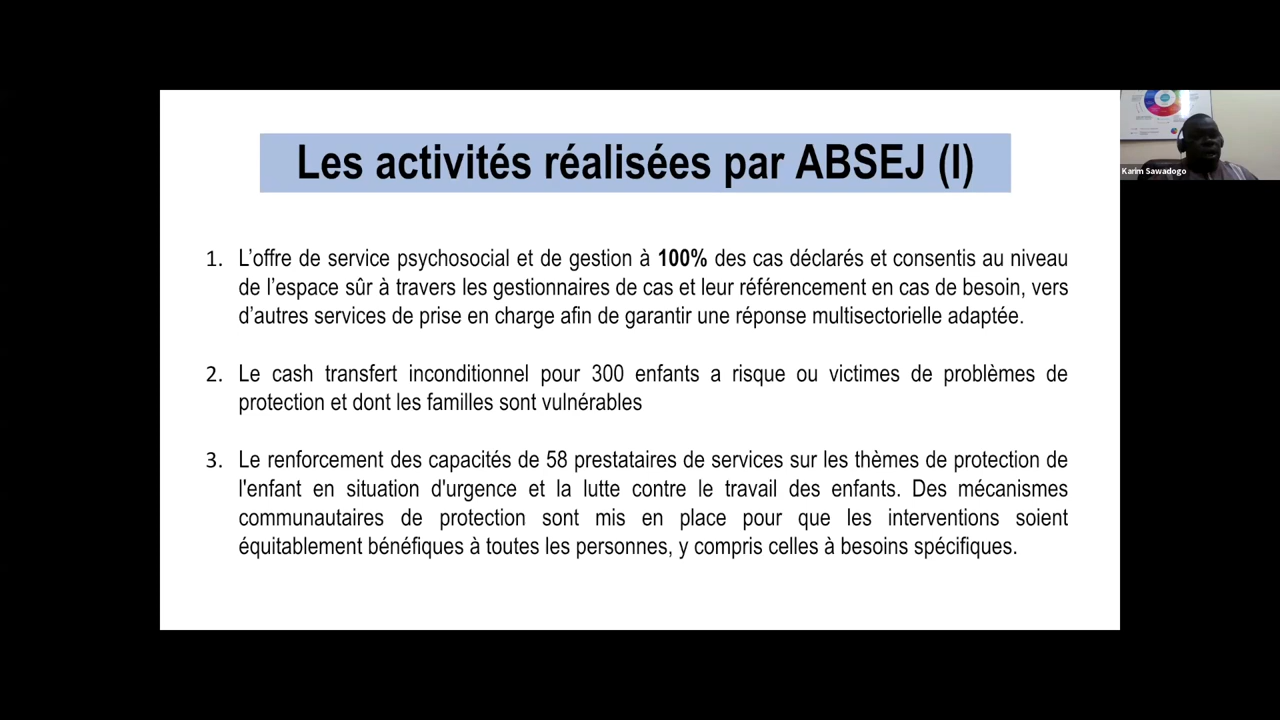 Les activités réalisées par ABSEJ (I)
1. L’offre de service psychosocial et de gestion à 100% des cas déclarés et consentis au niveau
de l’espace sûr à travers les gestionnaires de cas et leur référencement en cas de besoin, vers
d’autres services de prise en charge afin de garantir une réponse multisectorielle adaptée.
2. Le cash transfert inconditionnel pour 300 enfants a risque ou victimes de problèmes de
protection et dont les familles sont vulnérables
3. Le renforcement des capacités de 58 prestataires de services sur les thèmes de protection de
l'enfant en situation d'urgence et la lutte contre le travail des enfants. Des mécanismes
communautaires de protection sont mis en place pour que les interventions soient
équitablement bénéfiques à toutes les personnes, y compris celles à besoins spécifiques.
Karim Sawadogo